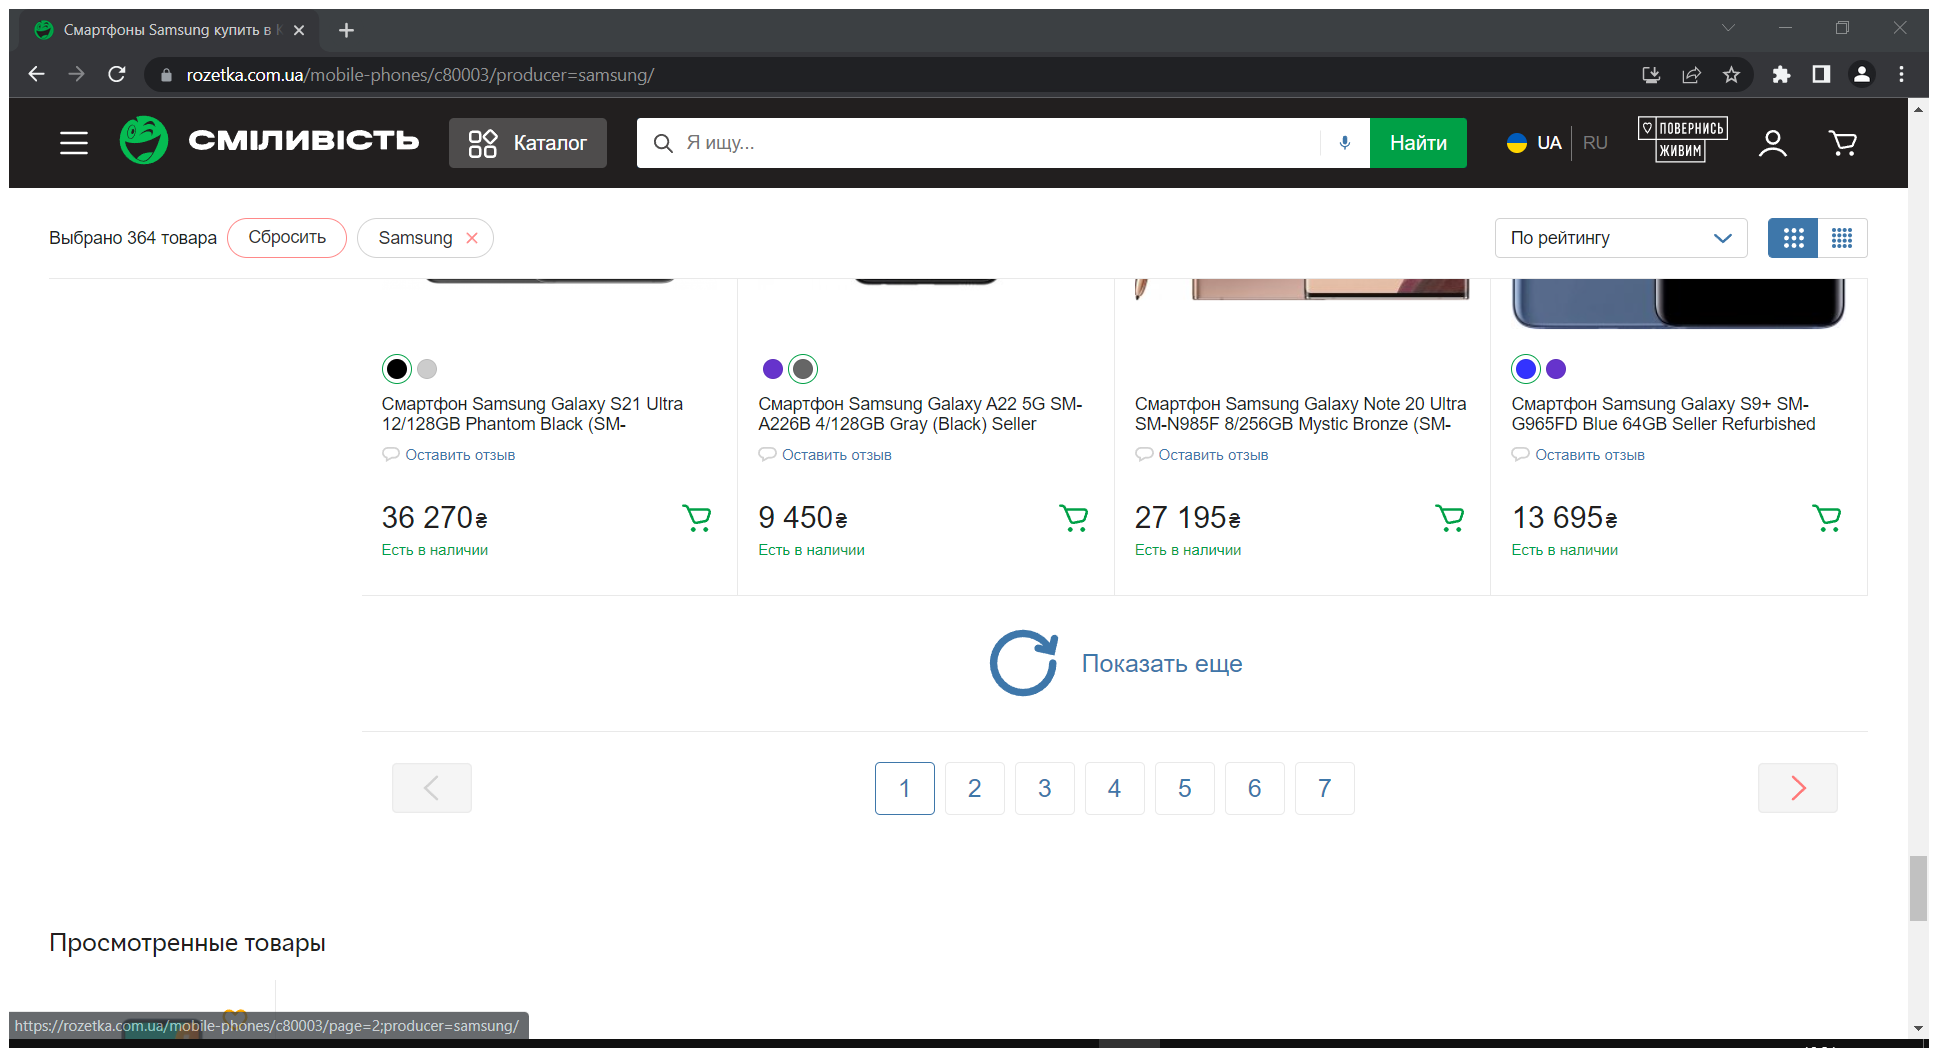 Смартфоны Samsung купить в К
rozetka.com.ua/mobile-phones/c80003/producer=samsung/
СМІЛИВІСТЬ
Каталог
Я ищу...
Найти
UA
RU
ПОВЕРНИСЬ
ЖИВИМ
Выбрано 364 товара
Сбросить
Samsung
По рейтингу
Смартфон Samsung Galaxy S21 Ultra
12/128GB Phantom Black (SM-
Оставить отзыв
36 270₴
Есть в наличии
Смартфон Samsung Galaxy A22 5G SM-
A226B 4/128GB Gray (Black) Seller
Оставить отзыв
9 450₴
Есть в наличии
Смартфон Samsung Galaxy Note 20 Ultra
SM-N985F 8/256GB Mystic Bronze (SM-
Оставить отзыв
27 195₴
Есть в наличии
Смартфон Samsung Galaxy S9+ SM-
G965FD Blue 64GB Seller Refurbished
Оставить отзыв
13 695₴
Есть в наличии
Показать еще
1 2 3 4 5 6 7
Просмотренные товары
https://rozetka.com.ua/mobile-phones/c80003/page=2;producer=samsung/